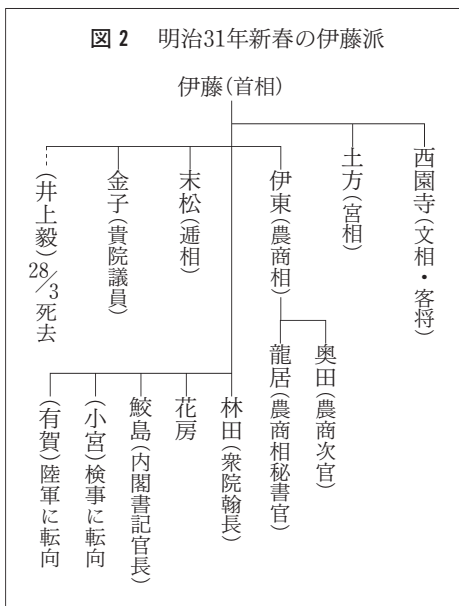 図2 明治31年新春の伊藤派
伊藤(首相)
西園寺(文相・客将)
土方(宮相)
伊東(農商相)
末松(逓相)
金子(貴院議員)
(井上毅)28/3死去
奥田(農商次官)
龍居(農商相秘書官)
林田(衆院翰長)
花房
鮫島(内閣書記官長)
(小宮)検事に転向
(有賀)陸軍に転向